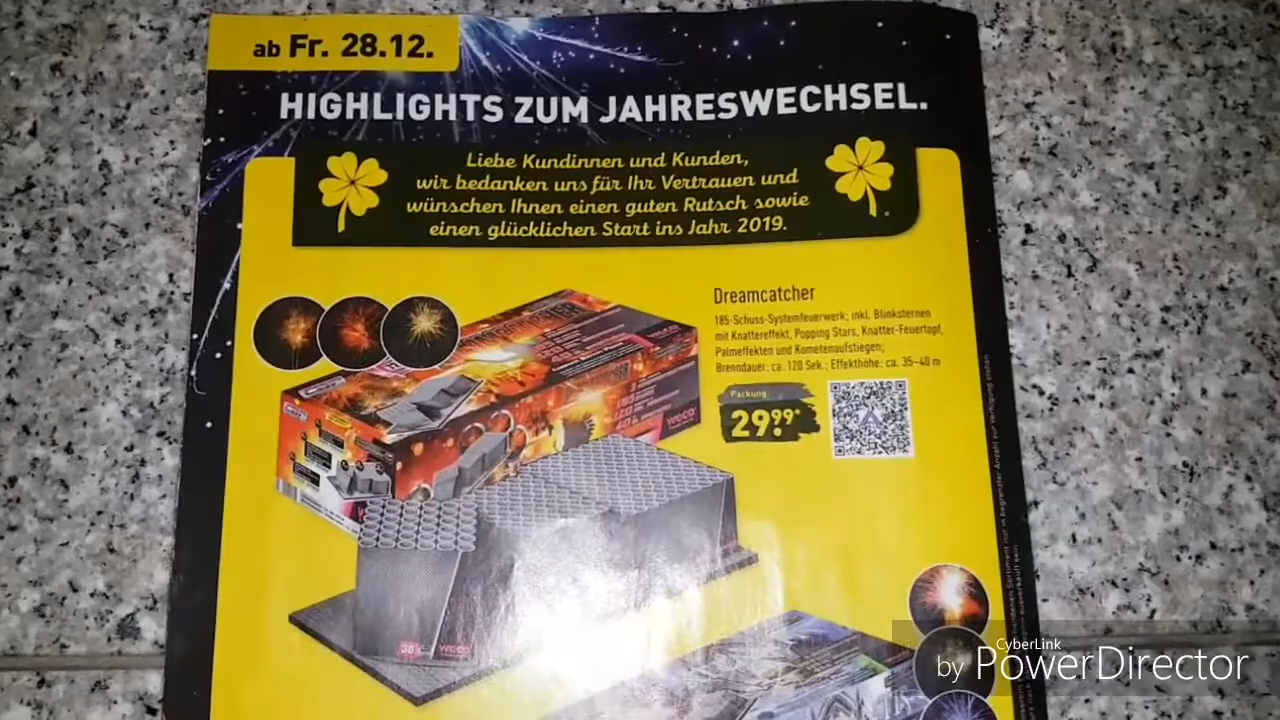 ab Fr. 28.12.
HIGHLIGHTS ZUM JAHRESWECHSEL.
Liebe Kundinnen und Kunden,
wir bedanken uns für Ihr Vertrauen und
wünschen Ihnen einen guten Rutsch sowie
einen glücklichen Start ins Jahr 2019.
Dreamcatcher
185-Schuss-Systemfeuerwerk; inkl. Blinksternen
mit Knattereffekt, Popping Stars, Knatter-Feuertopf,
Palmeffekten und Kometenaufstiegen;
Brenndauer: ca. 120 Sek.; Effekthöhe: ca. 35–40 m
Packung
29.99*
weco
weco
CyberLink
by PowerDirector